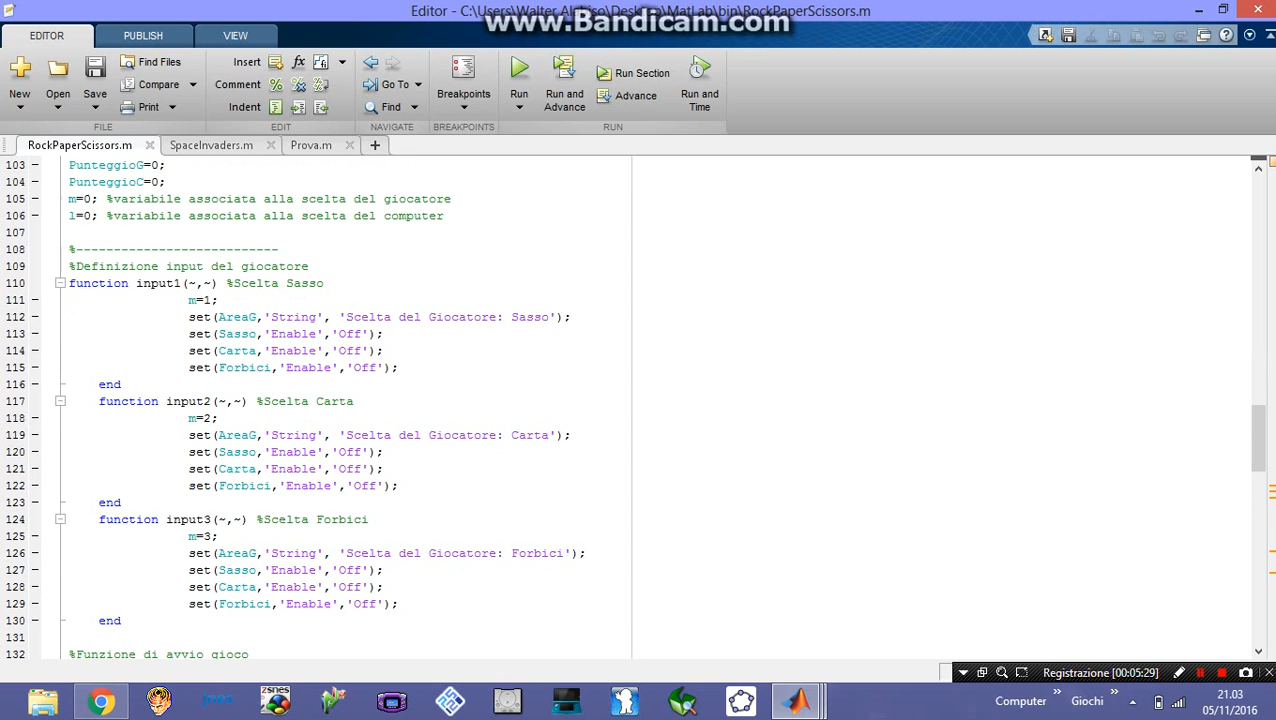 Editor - C:\Users\Walter
www.Bandicam.com
MatLab\bin\RockPaperScissors.m
EDITOR PUBLISH VIEW
New Open Save
Find Files
Compare
Print
FILE
Insert
Comment
Indent
EDIT
Go To
Find
NAVIGATE
Breakpoints
BREAKPOINTS
Run
Run and Advance
Run Section
Advance
Run and Time
RUN
RockPaperScissors.m SpaceInvaders.m Prova.m
103 PunteggioG=0;
104 PunteggioC=0;
105 m=0; %variabile associata alla scelta del giocatore
106 l=0; %variabile associata alla scelta del computer
107
108 %---------------------------
109 %Definizione input del giocatore
110 function input1(~,~) %Scelta Sasso
111 m=1;
112 set(AreaG,'String', 'Scelta del Giocatore: Sasso');
113 set(Sasso,'Enable','Off');
114 set(Carta,'Enable','Off');
115 set(Forbici,'Enable','Off');
116 end
117 function input2(~,~) %Scelta Carta
118 m=2;
119 set(AreaG,'String', 'Scelta del Giocatore: Carta');
120 set(Sasso,'Enable','Off');
121 set(Carta,'Enable','Off');
122 set(Forbici,'Enable','Off');
123 end
124 function input3(~,~) %Scelta Forbici
125 m=3;
126 set(AreaG,'String', 'Scelta del Giocatore: Forbici');
127 set(Sasso,'Enable','Off');
128 set(Carta,'Enable','Off');
129 set(Forbici,'Enable','Off');
130 end
131
132 %Funzione di avvio gioco
Registrazione [00:05:29]
Computer Giochi
21.03
05/11/2016